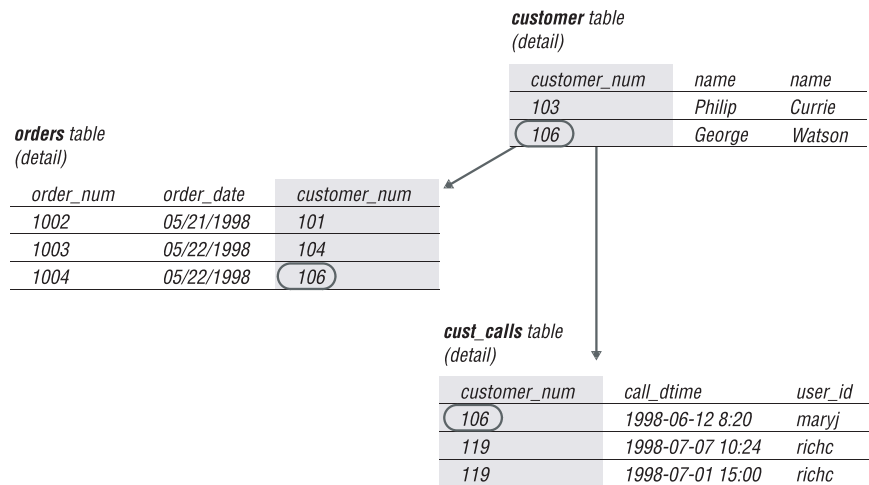 customer table
(detail)
customer_num name name
103 Philip Currie
106 George Watson
orders table
(detail)
order_num order_date customer_num
1002 05/21/1998 101
1003 05/22/1998 104
1004 05/22/1998 106
cust_calls table
(detail)
customer_num call_dtime user_id
106 1998-06-12 8:20 maryj
119 1998-07-07 10:24 richc
119 1998-07-01 15:00 richc